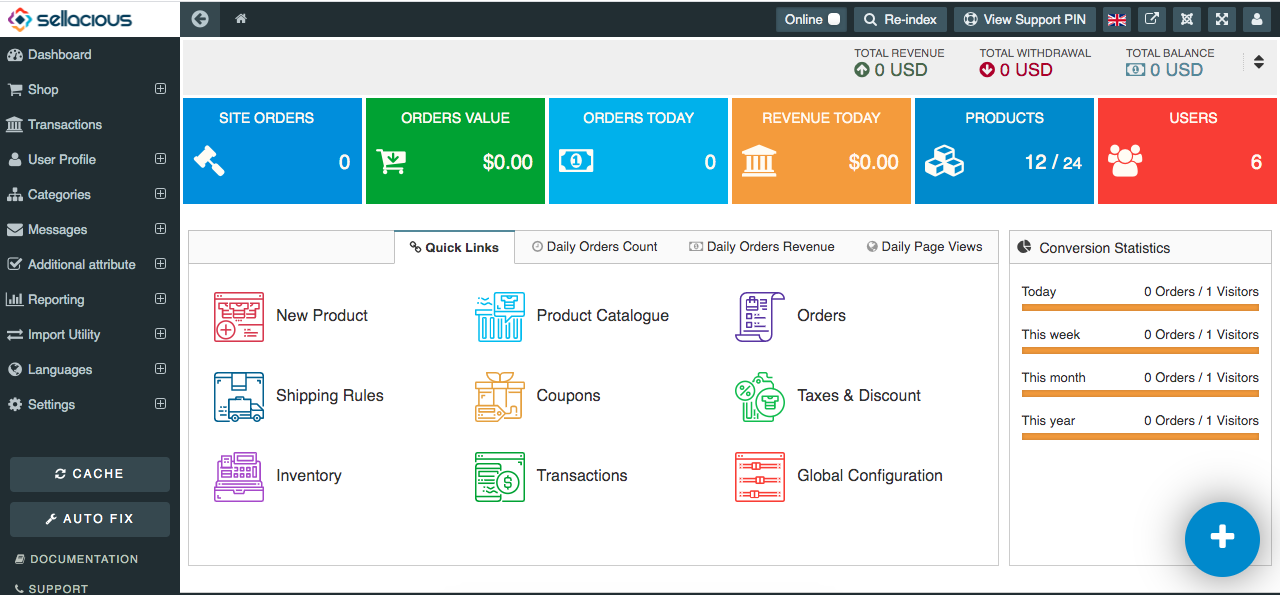 sellacious
Online
Re-index
View Support PIN
Dashboard
Shop
Transactions
User Profile
Categories
Messages
Additional attribute
Reporting
Import Utility
Languages
Settings
CACHE
AUTO FIX
DOCUMENTATION
SUPPORT
TOTAL REVENUE
0 USD
TOTAL WITHDRAWAL
0 USD
TOTAL BALANCE
0 USD
SITE ORDERS
0
ORDERS VALUE
$0.00
ORDERS TODAY
0
REVENUE TODAY
$0.00
PRODUCTS
12 / 24
USERS
6
Quick Links
Daily Orders Count
Daily Orders Revenue
Daily Page Views
New Product
Product Catalogue
Orders
Shipping Rules
Coupons
Taxes & Discount
Inventory
Transactions
Global Configuration
Conversion Statistics
Today 0 Orders / 1 Visitors
This week 0 Orders / 1 Visitors
This month 0 Orders / 1 Visitors
This year 0 Orders / 1 Visitors